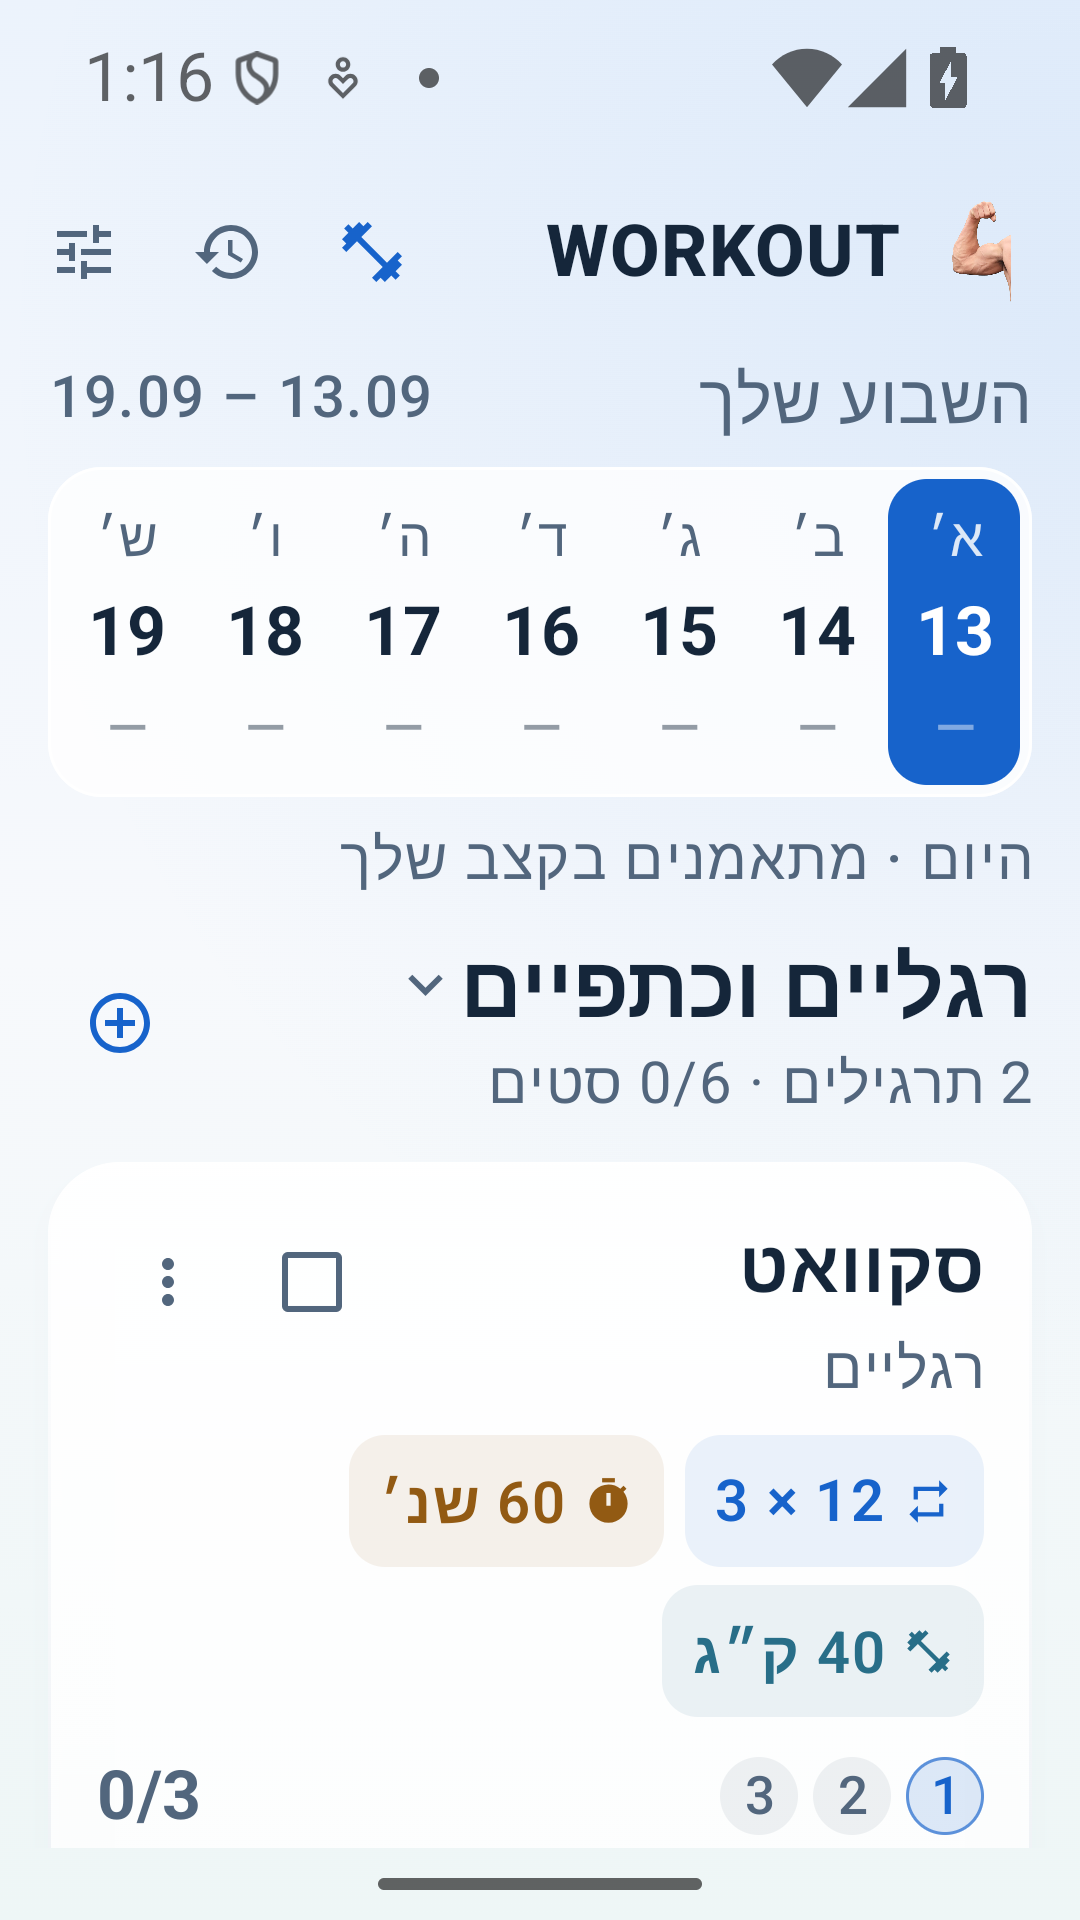 1:16
WORKOUT
השבוע שלך
13.09 – 19.09
א׳ ב׳ ג׳ ד׳ ה׳ ו׳ ש׳
13 14 15 16 17 18 19
– – – – – – –
היום · מתאמנים בקצב שלך
רגליים וכתפיים
2 תרגילים · 0/6 סטים
סקוואט
רגליים
3 × 12
60 שנ׳
40 ק״ג
1 2 3
0/3